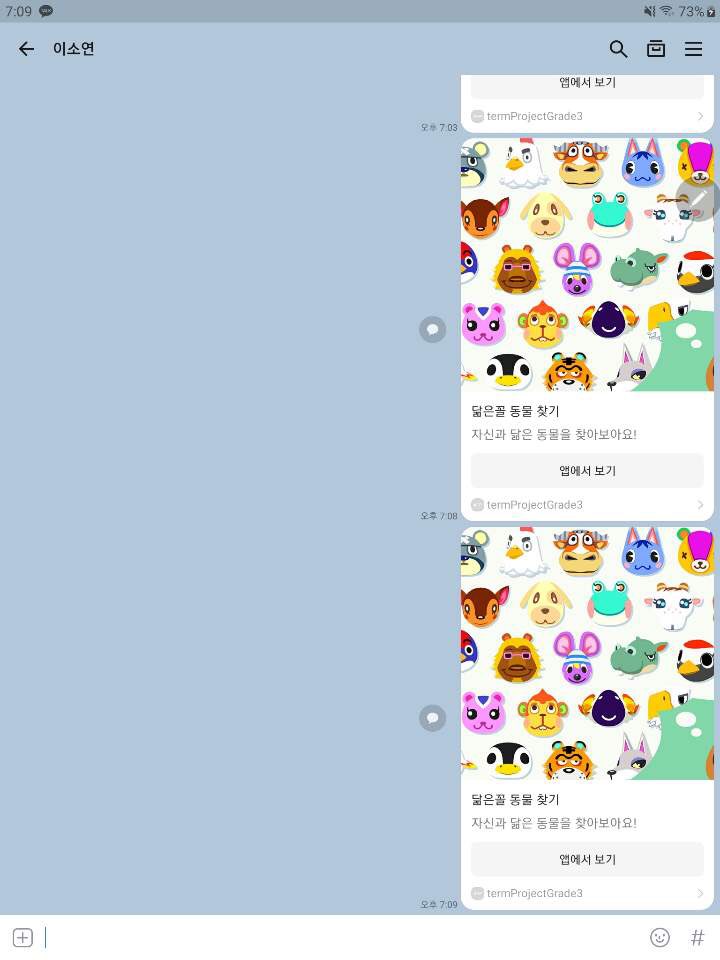 7:09
73%
이소연
앱에서 보기
termProjectGrade3
오후 7:03
닮은꼴 동물 찾기
자신과 닮은 동물을 찾아보아요!
앱에서 보기
termProjectGrade3
오후 7:08
닮은꼴 동물 찾기
자신과 닮은 동물을 찾아보아요!
앱에서 보기
termProjectGrade3
오후 7:09
#